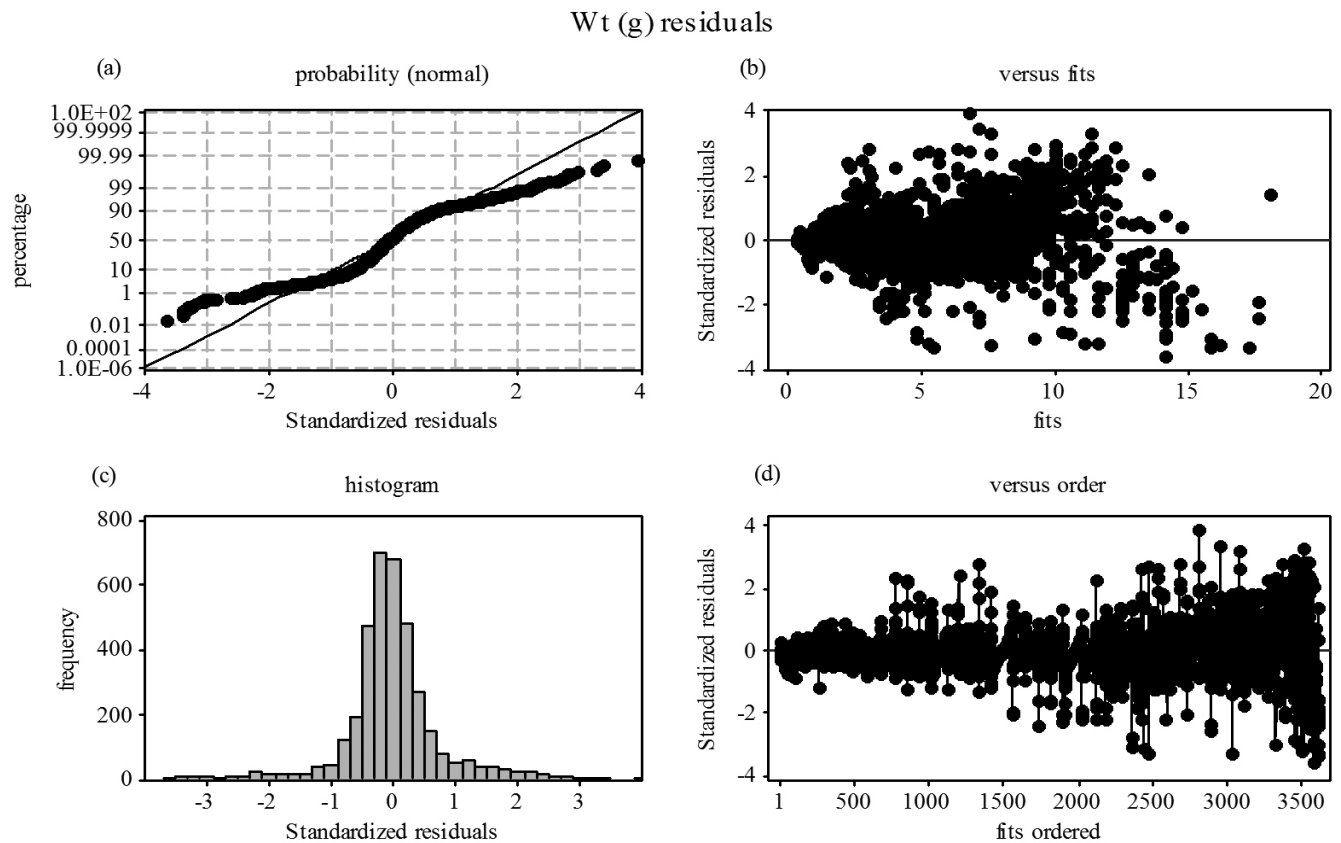 Wt (g) residuals
(a)
probability (normal)
1.0E+02
99.9999
99.99
99
90
50
10
1
0.01
0.0001
1.0E-06
percentage
-4 -2 0 2 4
Standardized residuals
(b)
versus fits
4
2
0
-2
-4
Standardized residuals
0 5 10 15 20
fits
(c)
histogram
800
600
400
200
0
frequency
-3 -2 -1 0 1 2 3
Standardized residuals
(d)
versus order
4
2
0
-2
-4
Standardized residuals
1 500 1000 1500 2000 2500 3000 3500
fits ordered